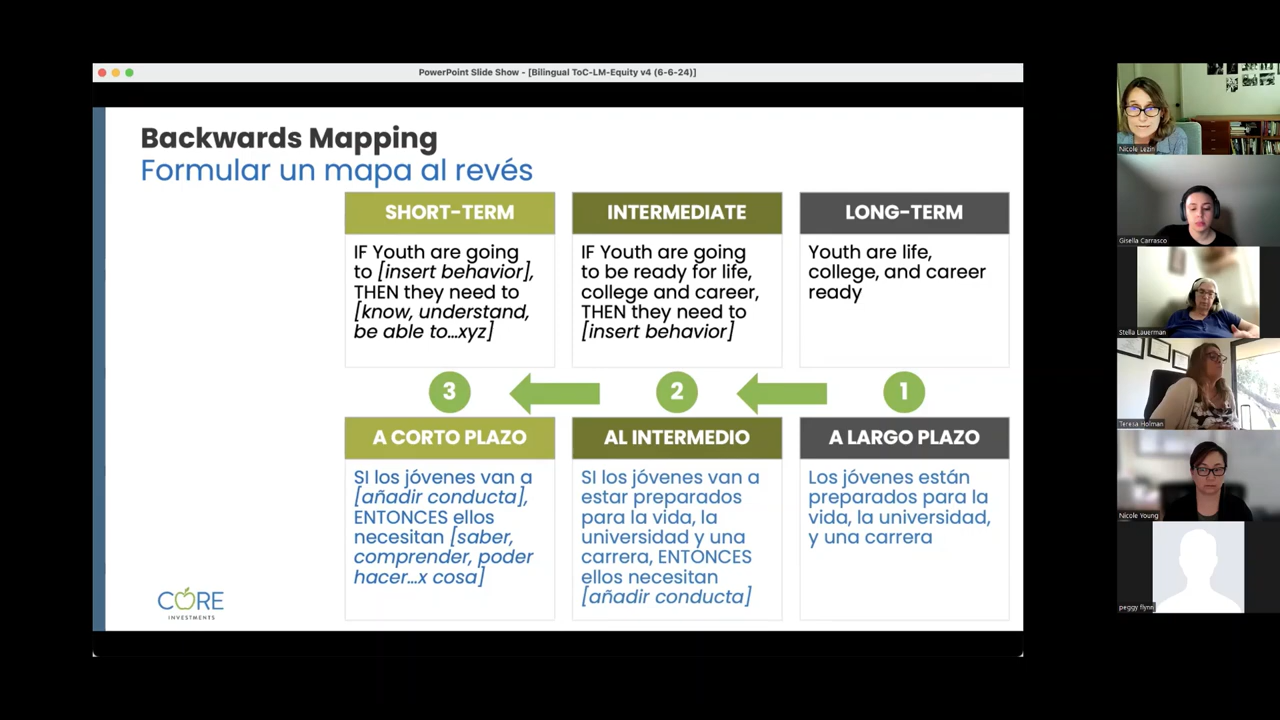 PowerPoint Slide Show - [Bilingual ToC-LM-Equity v4 (6-6-24)]
Backwards Mapping
Formular un mapa al revés
SHORT-TERM
IF Youth are going
to [insert behavior],
THEN they need to
[know, understand,
be able to...xyz]
INTERMEDIATE
IF Youth are going
to be ready for life,
college and career,
THEN they need to
[insert behavior]
LONG-TERM
Youth are life,
college, and career
ready
3
2
1
A CORTO PLAZO
SI los jóvenes van a
[añadir conducta],
ENTONCES ellos
necesitan [saber,
comprender, poder
hacer...x cosa]
AL INTERMEDIO
SI los jóvenes van a
estar preparados
para la vida, la
universidad y una
carrera, ENTONCES
ellos necesitan
[añadir conducta]
A LARGO PLAZO
Los jóvenes están
preparados para la
vida, la universidad,
y una carrera
CORE
INVESTMENTS
Nicole Lezin
Gisella Carrasco
Stella Lauerman
Teresa Holman
Nicole Young
peggy flynn